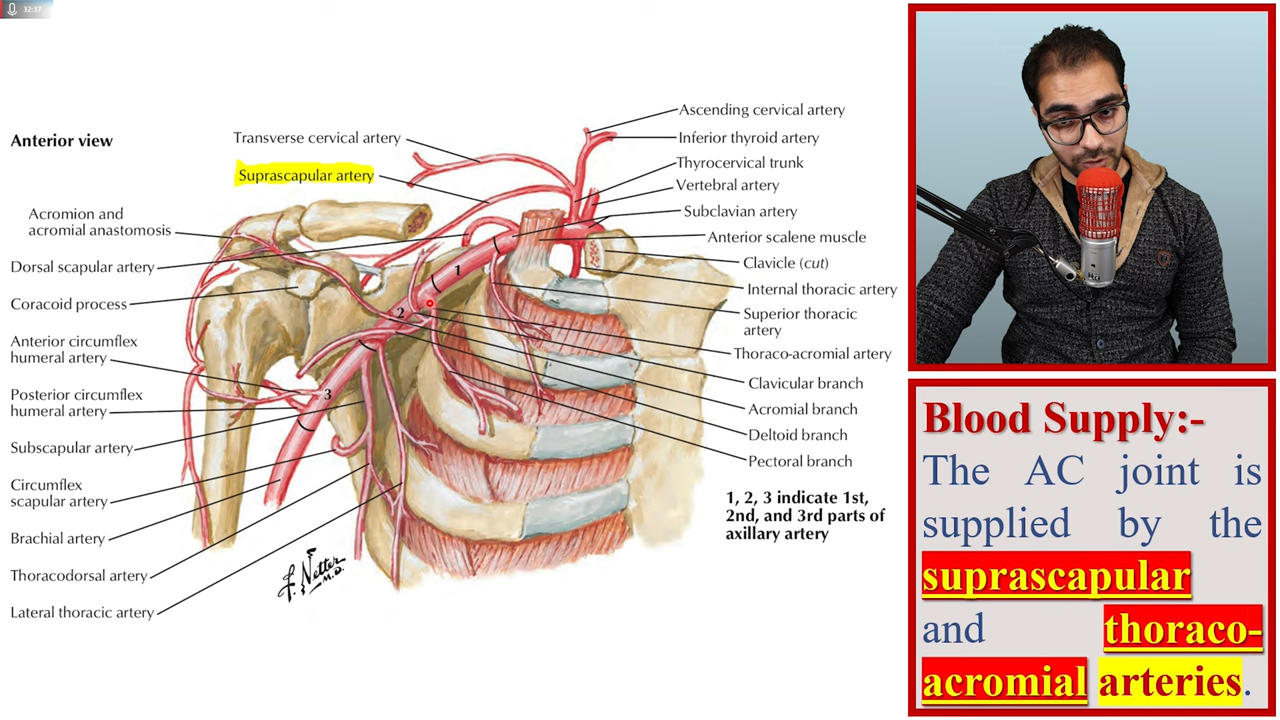 32:37
Anterior view
Transverse cervical artery
Suprascapular artery
Acromion and
acromial anastomosis
Dorsal scapular artery
Coracoid process
Anterior circumflex
humeral artery
Posterior circumflex
humeral artery
Subscapular artery
Circumflex
scapular artery
Brachial artery
Thoracodorsal artery
Lateral thoracic artery
Ascending cervical artery
Inferior thyroid artery
Thyrocervical trunk
Vertebral artery
Subclavian artery
Anterior scalene muscle
Clavicle (cut)
Internal thoracic artery
Superior thoracic
artery
Thoraco-acromial artery
Clavicular branch
Acromial branch
Deltoid branch
Pectoral branch
1
2
3
1, 2, 3 indicate 1st,
2nd, and 3rd parts of
axillary artery
F. Netter
M.D.
Blood Supply:-
The AC joint is
supplied by the
suprascapular
and thoraco-
acromial arteries.